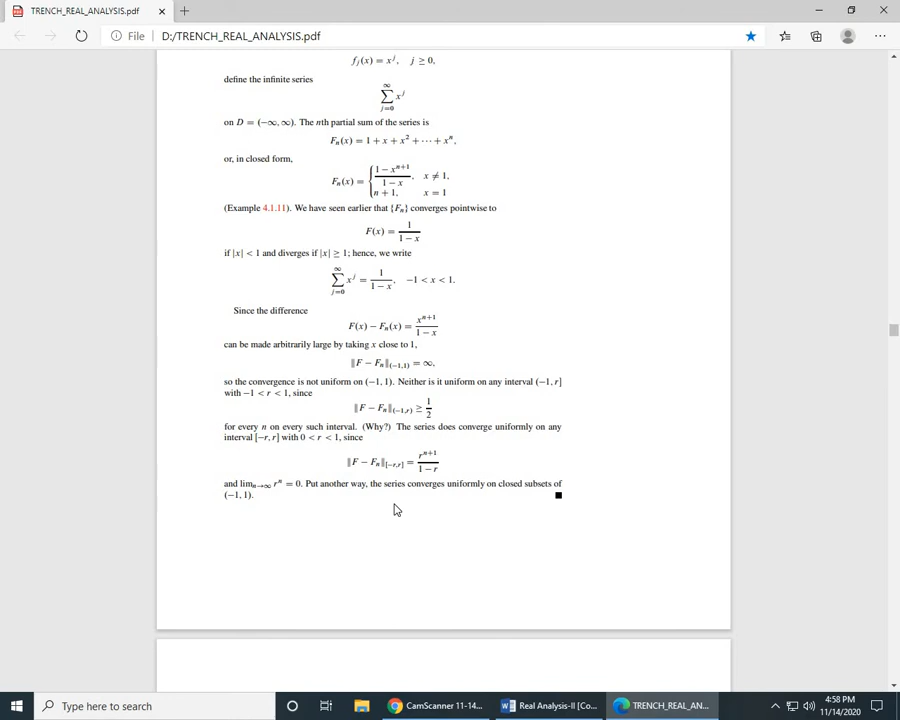 TRENCH_REAL_ANALYSIS.pdf
File D:/TRENCH_REAL_ANALYSIS.pdf
f_j(x) = x^j, j ≥ 0,
define the infinite series
∑_{j=0}^{∞} x^j
on D = (−∞, ∞). The nth partial sum of the series is
F_n(x) = 1 + x + x^2 + ⋯ + x^n,
or, in closed form,
F_n(x) = { (1 − x^{n+1})/(1 − x), x ≠ 1,
n + 1, x = 1
(Example 4.1.11). We have seen earlier that {F_n} converges pointwise to
F(x) = 1/(1 − x)
if |x| < 1 and diverges if |x| ≥ 1; hence, we write
∑_{j=0}^{∞} x^j = 1/(1 − x), −1 < x < 1.
Since the difference
F(x) − F_n(x) = x^{n+1}/(1 − x)
can be made arbitrarily large by taking x close to 1,
‖F − F_n‖_{(−1,1)} = ∞,
so the convergence is not uniform on (−1, 1). Neither is it uniform on any interval (−1, r]
with −1 < r < 1, since
‖F − F_n‖_{(−1,r)} ≥ 1/2
for every n on every such interval. (Why?) The series does converge uniformly on any
interval [−r, r] with 0 < r < 1, since
‖F − F_n‖_{[−r,r]} = r^{n+1}/(1 − r)
and lim_{n→∞} r^n = 0. Put another way, the series converges uniformly on closed subsets of
(−1, 1). ■
Type here to search
CamScanner 11-14...
Real Analysis-II [Co...
TRENCH_REAL_AN...
4:58 PM
11/14/2020